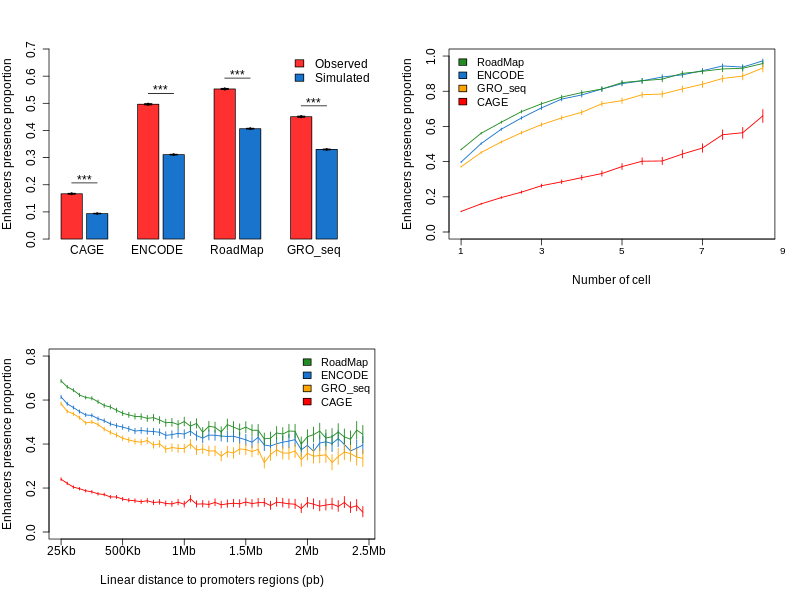 Enhancers presence proportion
0.0 0.1 0.2 0.3 0.4 0.5 0.6 0.7
Observed
Simulated
*** *** *** ***
CAGE ENCODE RoadMap GRO_seq
Enhancers presence proportion
0.0 0.2 0.4 0.6 0.8 1.0
RoadMap
ENCODE
GRO_seq
CAGE
1 3 5 7 9
Number of cell
Enhancers presence proportion
0.0 0.2 0.4 0.6 0.8
RoadMap
ENCODE
GRO_seq
CAGE
25Kb 500Kb 1Mb 1.5Mb 2Mb 2.5Mb
Linear distance to promoters regions (pb)